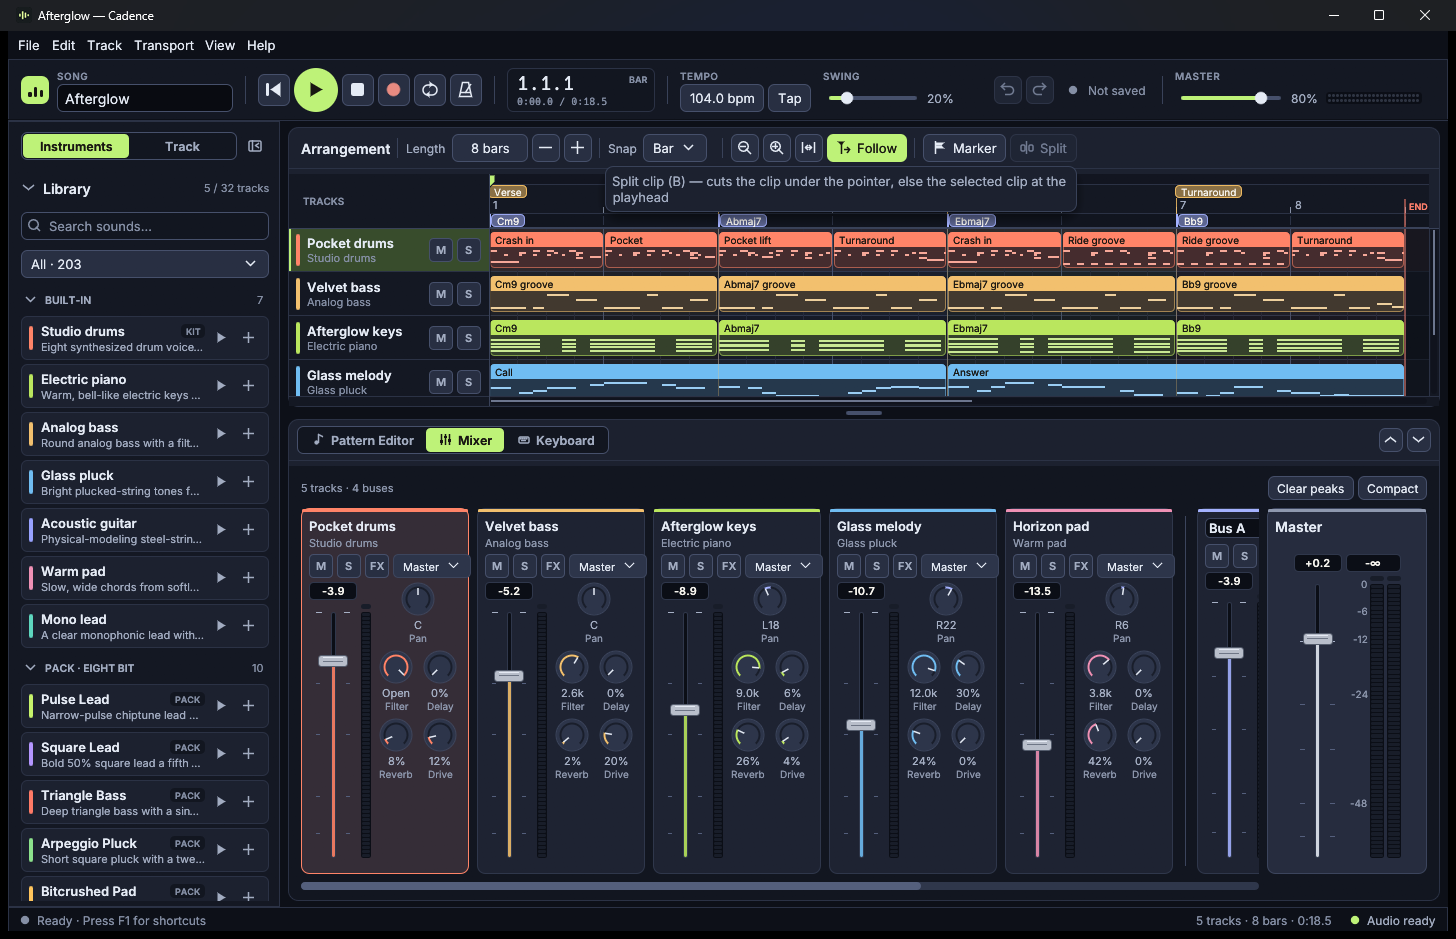 Afterglow — Cadence
File Edit Track Transport View Help
SONG
Afterglow
1.1.1 BAR
0:00.0 / 0:18.5
TEMPO
104.0 bpm Tap
SWING
20%
Not saved
MASTER
80%
Instruments Track
Library 5 / 32 tracks
Search sounds...
All · 203
BUILT-IN 7
Studio drums KIT
Eight synthesized drum voice...
Electric piano
Warm, bell-like electric keys ...
Analog bass
Round analog bass with a filt...
Glass pluck
Bright plucked-string tones f...
Acoustic guitar
Physical-modeling steel-strin...
Warm pad
Slow, wide chords from softl...
Mono lead
A clear monophonic lead with...
PACK · EIGHT BIT 10
Pulse Lead PACK
Narrow-pulse chiptune lead ...
Square Lead PACK
Bold 50% square lead a fifth ...
Triangle Bass PACK
Deep triangle bass with a sin...
Arpeggio Pluck PACK
Short square pluck with a twe...
Bitcrushed Pad PACK
Arrangement Length 8 bars Snap Bar Follow Marker Split
Split clip (B) — cuts the clip under the pointer, else the selected clip at the
playhead
TRACKS
Verse Turnaround
1 7 8 END
Cm9 Abmaj7 Ebmaj7 Bb9
Pocket drums M S
Studio drums
Crash in Pocket Pocket lift Turnaround Crash in Ride groove Ride groove Turnaround
Velvet bass M S
Analog bass
Cm9 groove Abmaj7 groove Ebmaj7 groove Bb9 groove
Afterglow keys M S
Electric piano
Cm9 Abmaj7 Ebmaj7 Bb9
Glass melody M S
Glass pluck
Call Answer
Pattern Editor Mixer Keyboard
5 tracks · 4 buses Clear peaks Compact
Pocket drums
Studio drums
M S FX Master
-3.9
C
Pan
Open 0%
Filter Delay
8% 12%
Reverb Drive
Velvet bass
Analog bass
M S FX Master
-5.2
C
Pan
2.6k 0%
Filter Delay
2% 20%
Reverb Drive
Afterglow keys
Electric piano
M S FX Master
-8.9
L18
Pan
9.0k 6%
Filter Delay
26% 4%
Reverb Drive
Glass melody
Glass pluck
M S FX Master
-10.7
R22
Pan
12.0k 30%
Filter Delay
24% 0%
Reverb Drive
Horizon pad
Warm pad
M S FX Master
-13.5
R6
Pan
3.8k 0%
Filter Delay
42% 0%
Reverb Drive
Bus A
M S
-3.9
Master
+0.2 -∞
0
-6
-12
-24
-48
Ready · Press F1 for shortcuts
5 tracks · 8 bars · 0:18.5 Audio ready